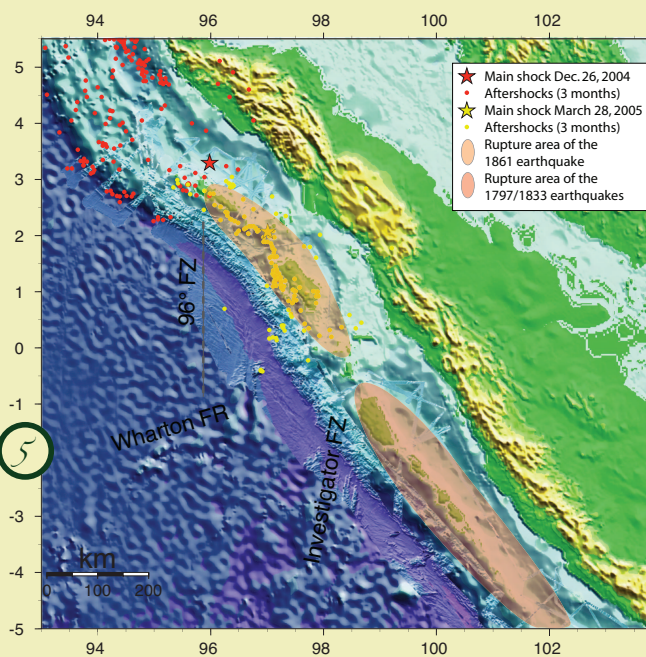 94 96 98 100 102
5
4
3
2
1
0
-1
-3
-4
-5
Main shock Dec. 26, 2004
Aftershocks (3 months)
Main shock March 28, 2005
Aftershocks (3 months)
Rupture area of the
1861 earthquake
Rupture area of the
1797/1833 earthquakes
96° FZ
Wharton FR
Investigator FZ
5
km
0 100 200
94 96 98 100 102